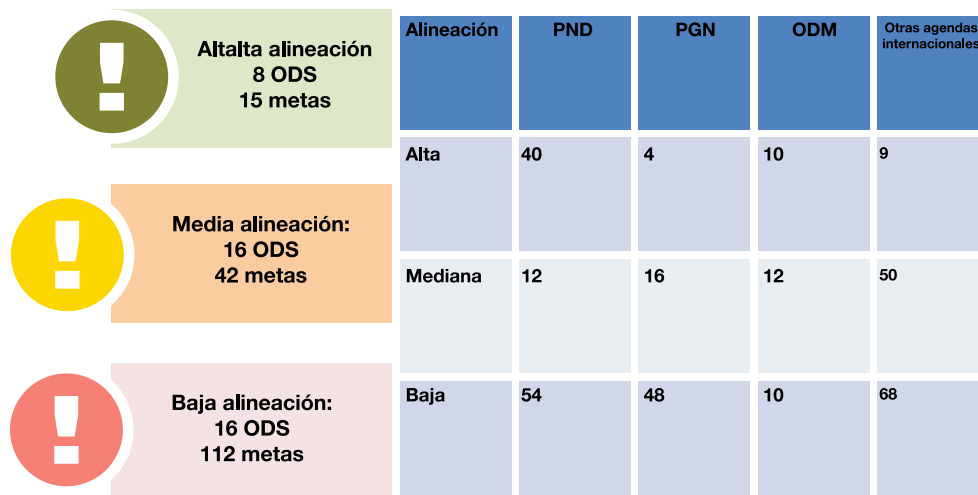 Altalta alineación
8 ODS
15 metas
Media alineación:
16 ODS
42 metas
Baja alineación:
16 ODS
112 metas
Alineación PND PGN ODM Otras agendas
internacionales
Alta 40 4 10 9
Mediana 12 16 12 50
Baja 54 48 10 68